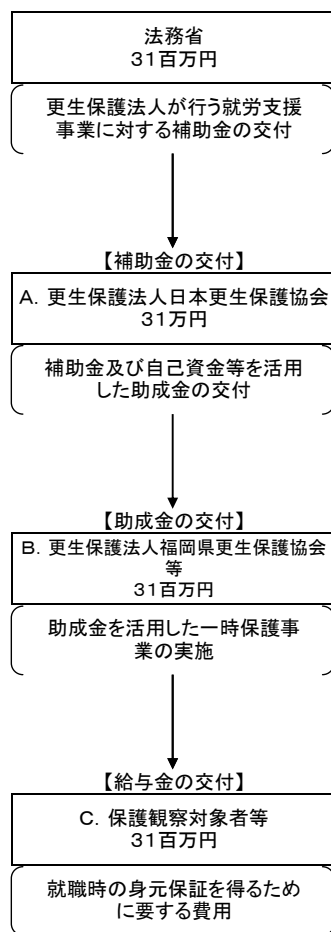 法務省
31百万円
更生保護法人が行う就労支援
事業に対する補助金の交付
【補助金の交付】
A. 更生保護法人日本更生保護協会
31万円
補助金及び自己資金等を活用
した助成金の交付
【助成金の交付】
B. 更生保護法人福岡県更生保護協会
等
31百万円
助成金を活用した一時保護事
業の実施
【給与金の交付】
C. 保護観察対象者等
31百万円
就職時の身元保証を得るため
に要する費用